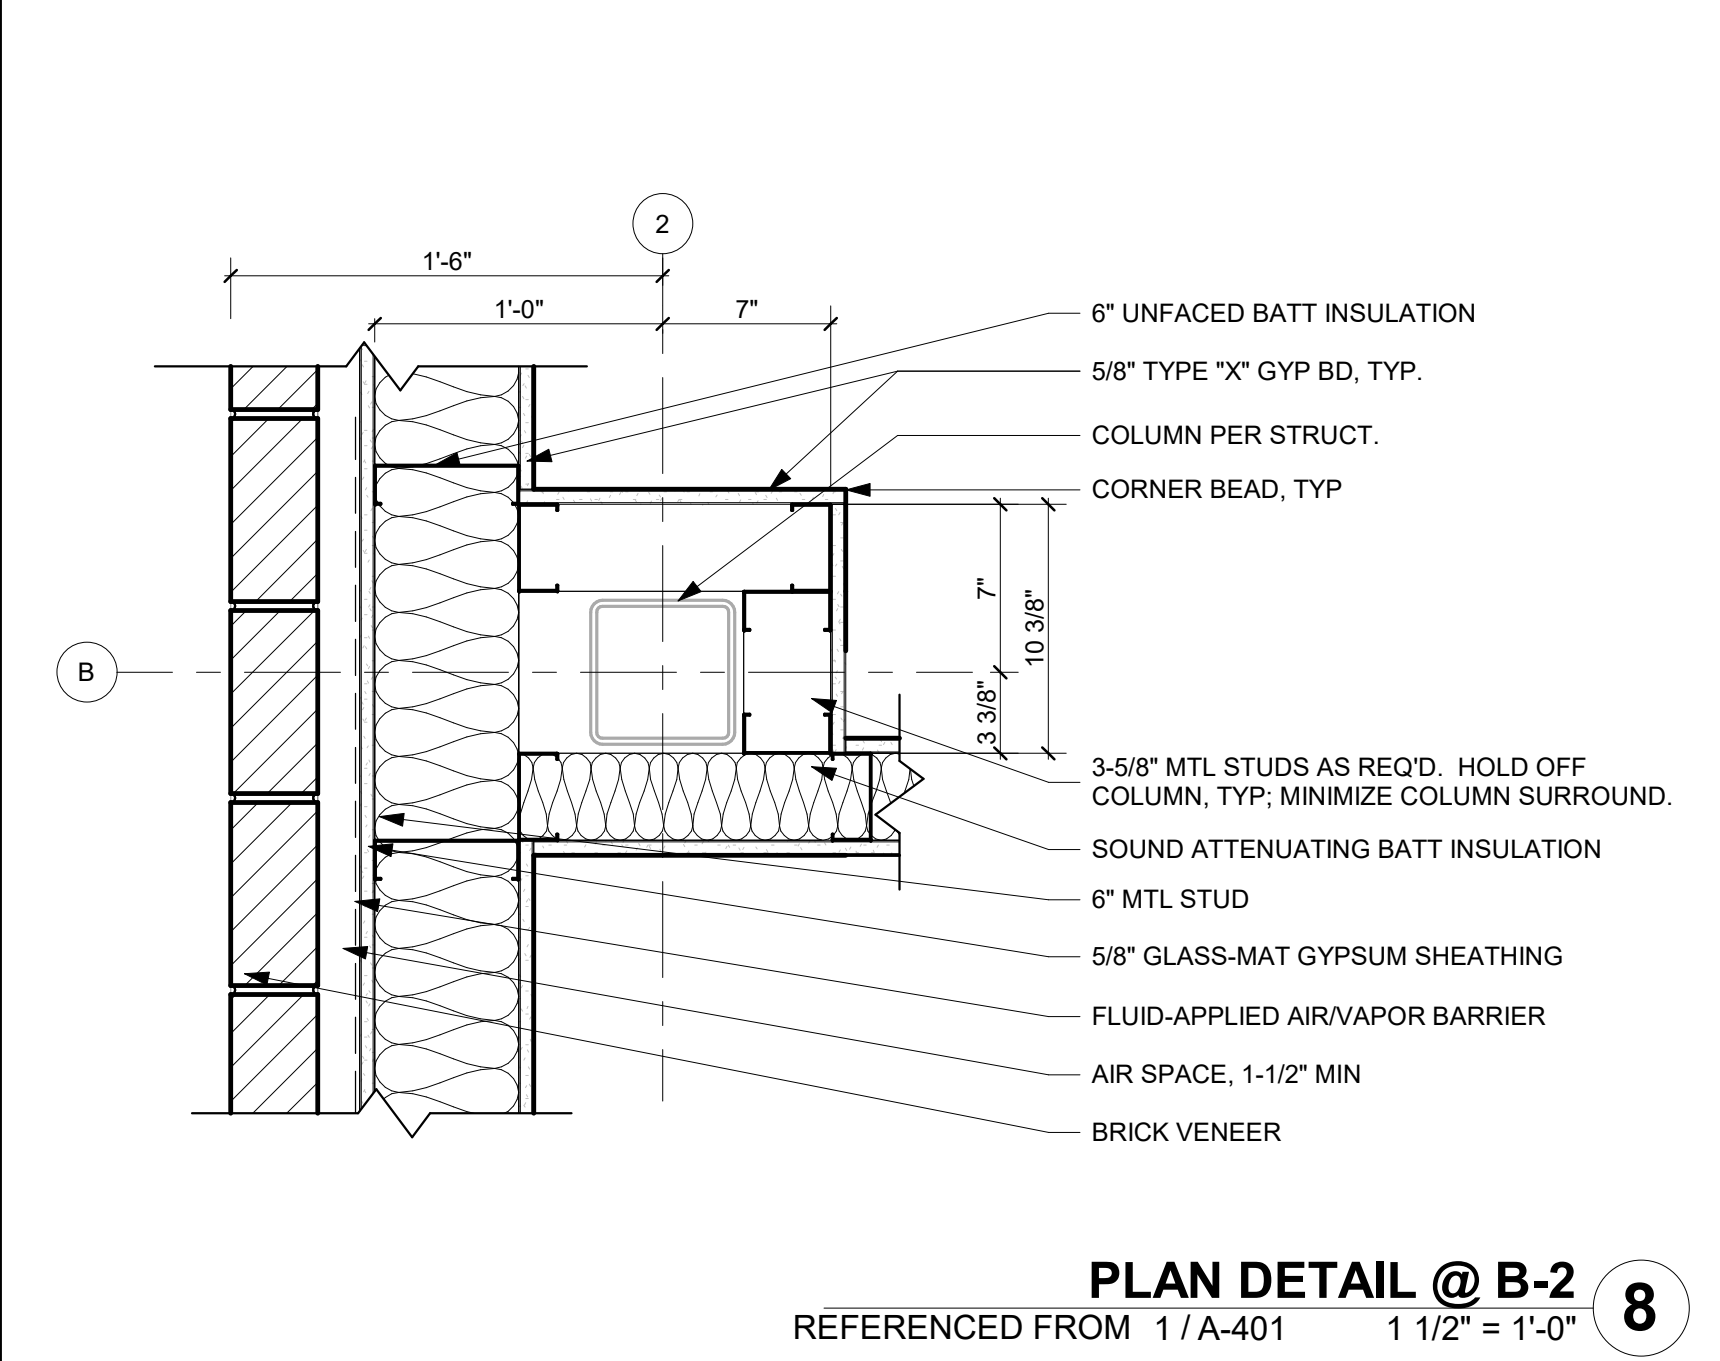 2
1'-6"
1'-0"
7"
6" UNFACED BATT INSULATION
5/8" TYPE "X" GYP BD, TYP.
COLUMN PER STRUCT.
CORNER BEAD, TYP
7"
10 3/8"
3 3/8"
B
3-5/8" MTL STUDS AS REQ'D. HOLD OFF
COLUMN, TYP; MINIMIZE COLUMN SURROUND.
SOUND ATTENUATING BATT INSULATION
6" MTL STUD
5/8" GLASS-MAT GYPSUM SHEATHING
FLUID-APPLIED AIR/VAPOR BARRIER
AIR SPACE, 1-1/2" MIN
BRICK VENEER
PLAN DETAIL @ B-2
8
REFERENCED FROM 1 / A-401 1 1/2" = 1'-0"